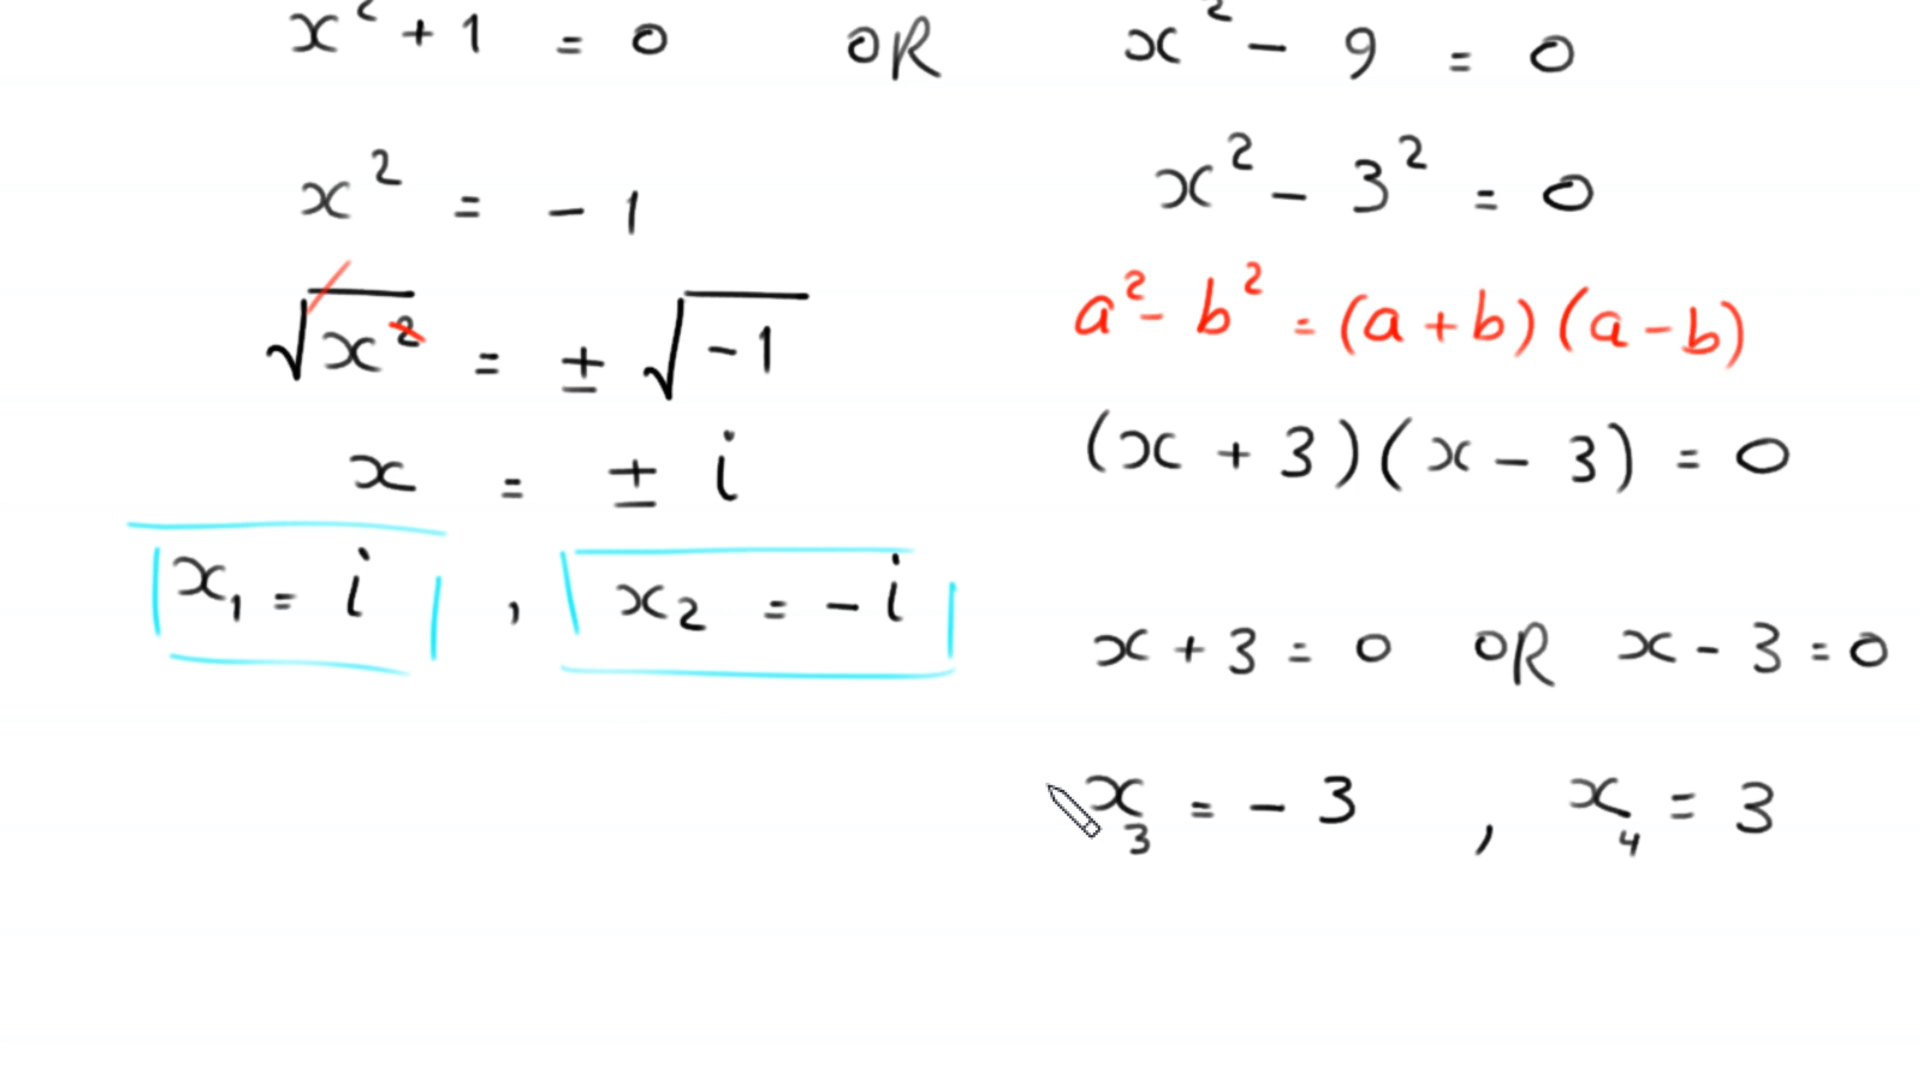 x² + 1 = 0 OR x² - 9 = 0
x² = - 1
√x² = ± √-1
x = ± i
x₁ = i , x₂ = - i
x² - 3² = 0
a² - b² = (a + b) (a - b)
(x + 3) (x - 3) = 0
x + 3 = 0 OR x - 3 = 0
x₃ = - 3 , x₄ = 3